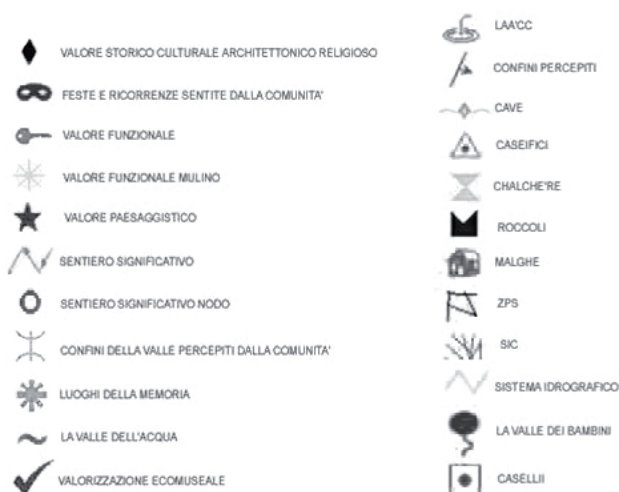 VALORE STORICO CULTURALE ARCHITETTONICO RELIGIOSO
FESTE E RICORRENZE SENTITE DALLA COMUNITA'
VALORE FUNZIONALE
VALORE FUNZIONALE MULINO
VALORE PAESAGGISTICO
SENTIERO SIGNIFICATIVO
SENTIERO SIGNIFICATIVO NODO
CONFINI DELLA VALLE PERCEPITI DALLA COMUNITA'
LUOGHI DELLA MEMORIA
LA VALLE DELL'ACQUA
VALORIZZAZIONE ECOMUSEALE
LAA'CC
CONFINI PERCEPITI
CAVE
CASEIFICI
CHALCHE'RE
ROCCOLI
MALGHE
ZPS
SIC
SISTEMA IDROGRAFICO
LA VALLE DEI BAMBINI
CASELLII